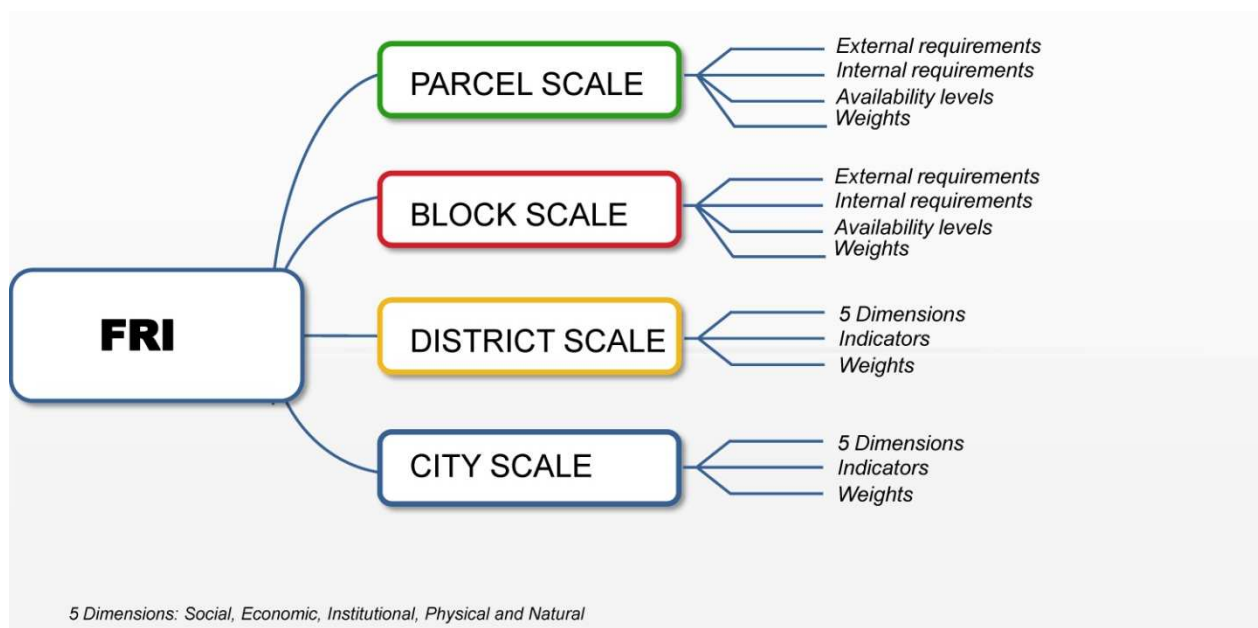 FRI
PARCEL SCALE
External requirements
Internal requirements
Availability levels
Weights
BLOCK SCALE
External requirements
Internal requirements
Availability levels
Weights
DISTRICT SCALE
5 Dimensions
Indicators
Weights
CITY SCALE
5 Dimensions
Indicators
Weights
5 Dimensions: Social, Economic, Institutional, Physical and Natural